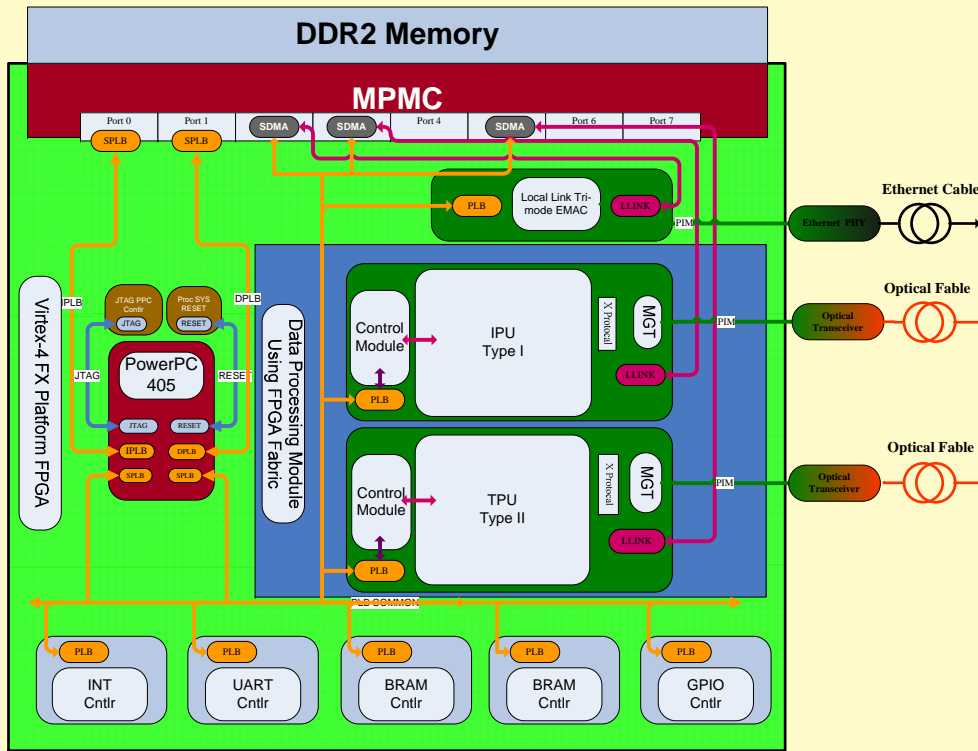 DDR2 Memory
MPMC
Port 0
Port 1
SDMA
SDMA
Port 4
SDMA
Port 6
Port 7
SPLB
SPLB
PLB
Local Link Tri-
mode EMAC
LLINK
PIM
Ethernet PHY
Ethernet Cable
Virtex-4 FX Platform FPGA
IPLB
DPLB
JTAG PPC
Contlr
JTAG
Proc SYS
RESET
RESET
PowerPC
405
JTAG
RESET
JTAG
RESET
IPLB
DPLB
SPLB
SPLB
Data Processing Module
Using FPGA Fabric
Control
Module
PLB
IPU
Type I
X Protocal
MGT
LLINK
PIM
Optical
Transceiver
Optical Fable
Control
Module
PLB
TPU
Type II
X Protocal
MGT
LLINK
PIM
Optical
Transceiver
Optical Fable
PLB COMMON
PLB
INT
Cntlr
PLB
UART
Cntlr
PLB
BRAM
Cntlr
PLB
BRAM
Cntlr
PLB
GPIO
Cntlr